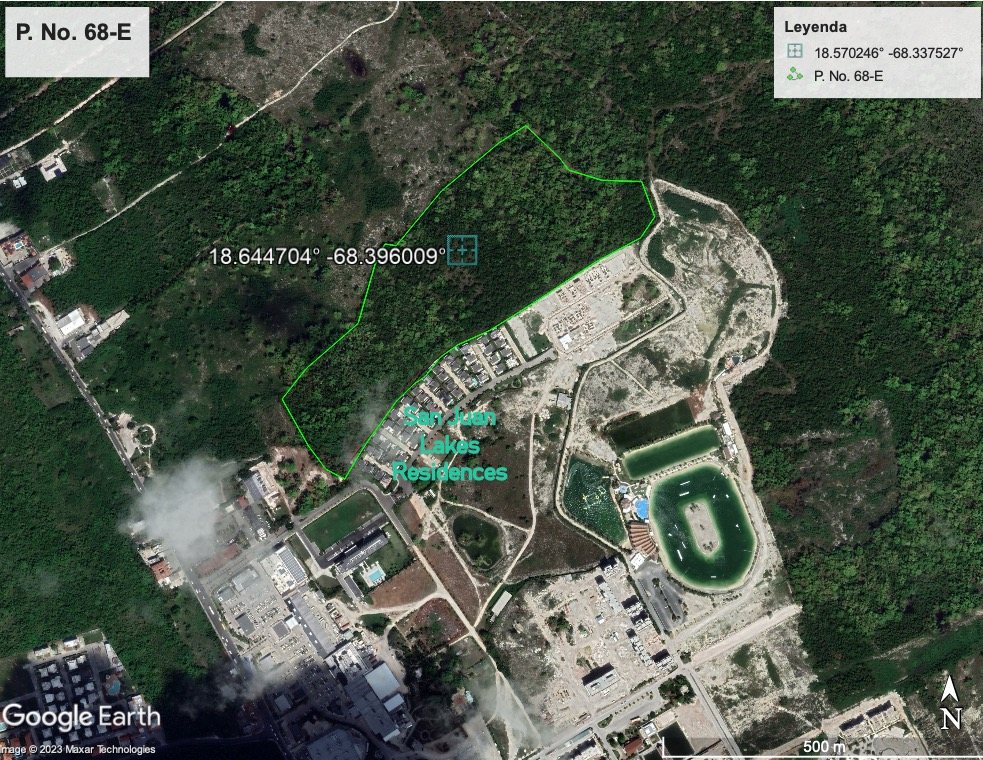 P. No. 68-E
Leyenda
18.570246° -68.337527°
P. No. 68-E
18.644704° -68.396009°
San Juan
Lakes
Residences
N
Google Earth
mage © 2023 Maxar Technologies
500 m